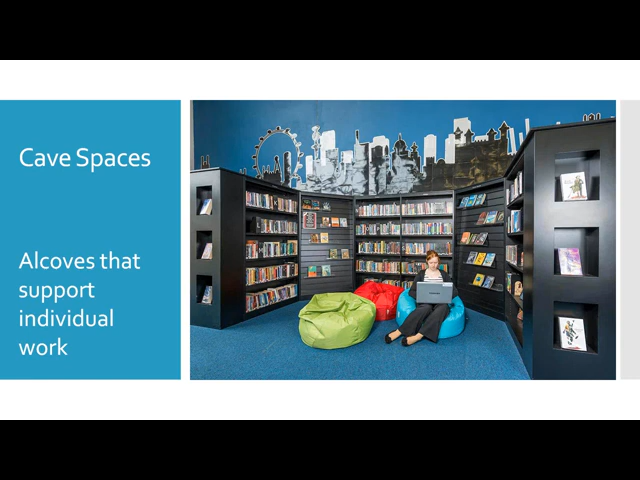 Cave Spaces
Alcoves that
support
individual
work